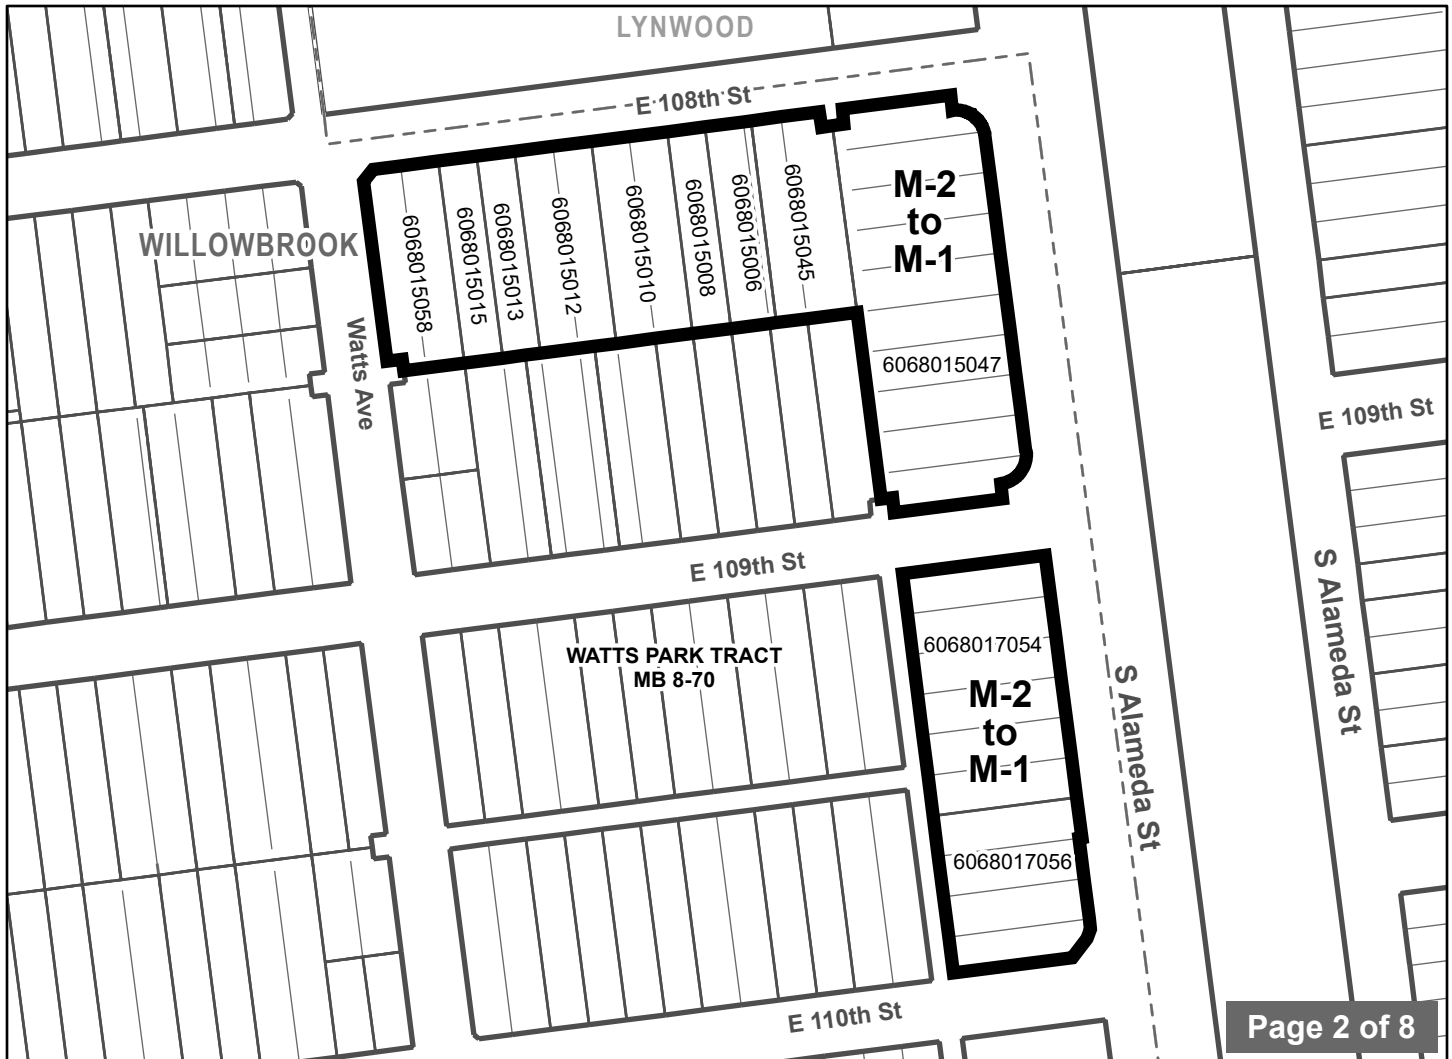 LYNWOOD
E 108th St
WILLOWBROOK
Watts Ave
6068015058
6068015015
6068015013
6068015012
6068015010
6068015008
6068015006
6068015045
M-2
to
M-1
6068015047
E 109th St
E 109th St
WATTS PARK TRACT
MB 8-70
6068017054
M-2
to
M-1
6068017056
S Alameda St
S Alameda St
E 110th St
Page 2 of 8